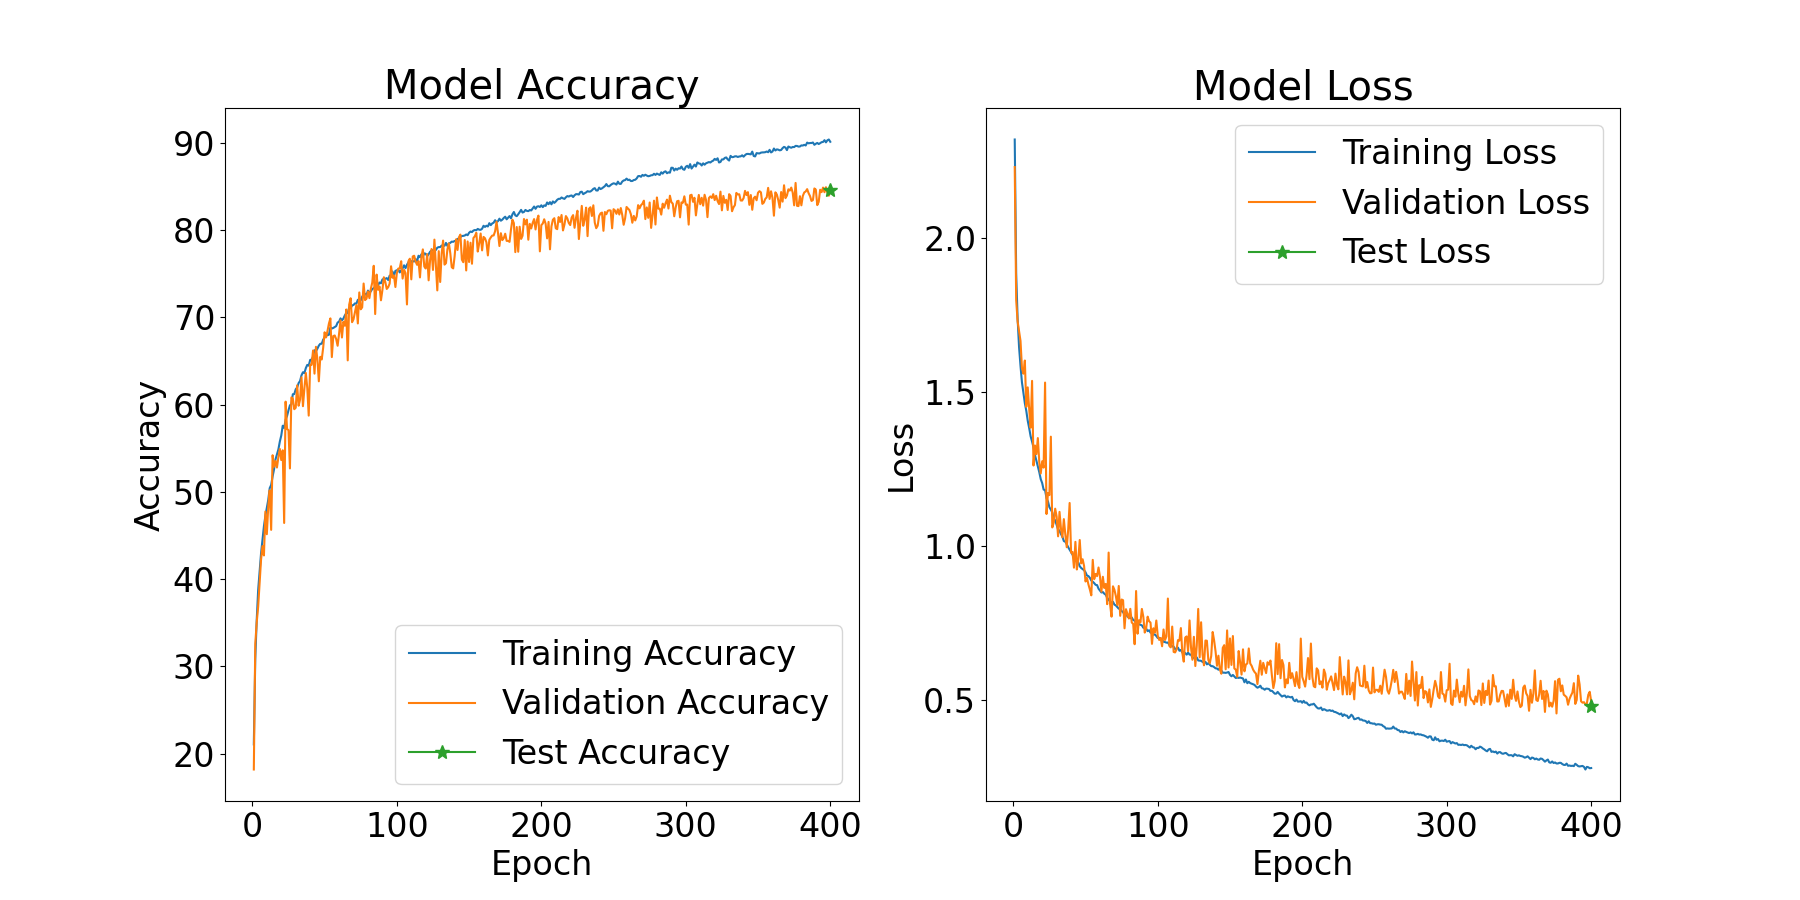 Model Accuracy
90
80
70
60
50
40
30
20
Accuracy
Training Accuracy
Validation Accuracy
Test Accuracy
0 100 200 300 400
Epoch
Model Loss
2.0
1.5
1.0
0.5
Loss
Training Loss
Validation Loss
Test Loss
0 100 200 300 400
Epoch